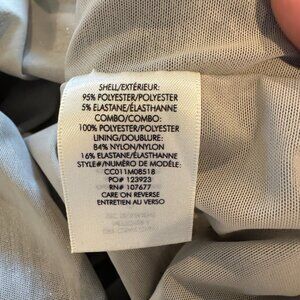 SHELL/EXTÉRIEUR:
95% POLYESTER/POLYESTER
5% ELASTANE/ÉLASTHANNE
COMBO/COMBO:
100% POLYESTER/POLYESTER
LINING/DOUBLURE:
84% NYLON/NYLON
16% ELASTANE/ÉLASTHANNE
STYLE#/NUMÉRO DE MODÈLE:
CC011M08518
PO# 123923
RN# 107677
CARE ON REVERSE
ENTRETIEN AU VERSO